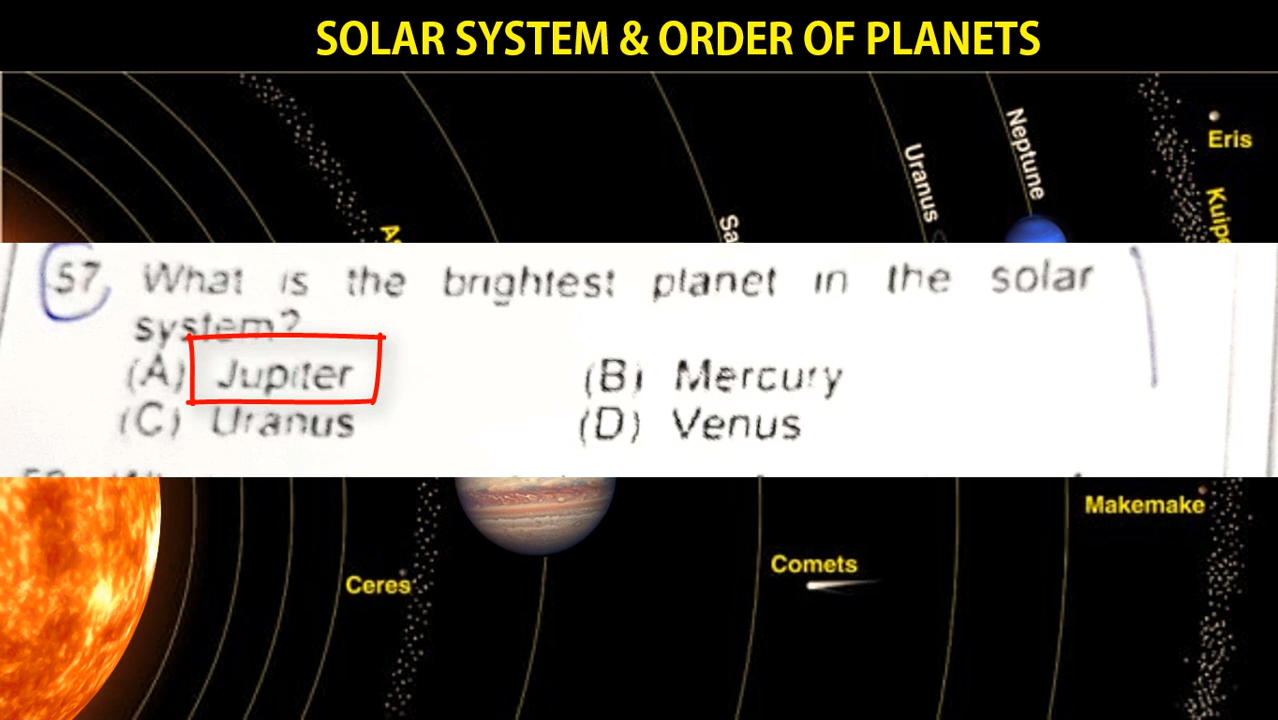 SOLAR SYSTEM & ORDER OF PLANETS
Neptune
Uranus
Eris
57. What is the brightest planet in the solar
system?
(A) Jupiter (B) Mercury
(C) Uranus (D) Venus
Makemake
Comets
Ceres